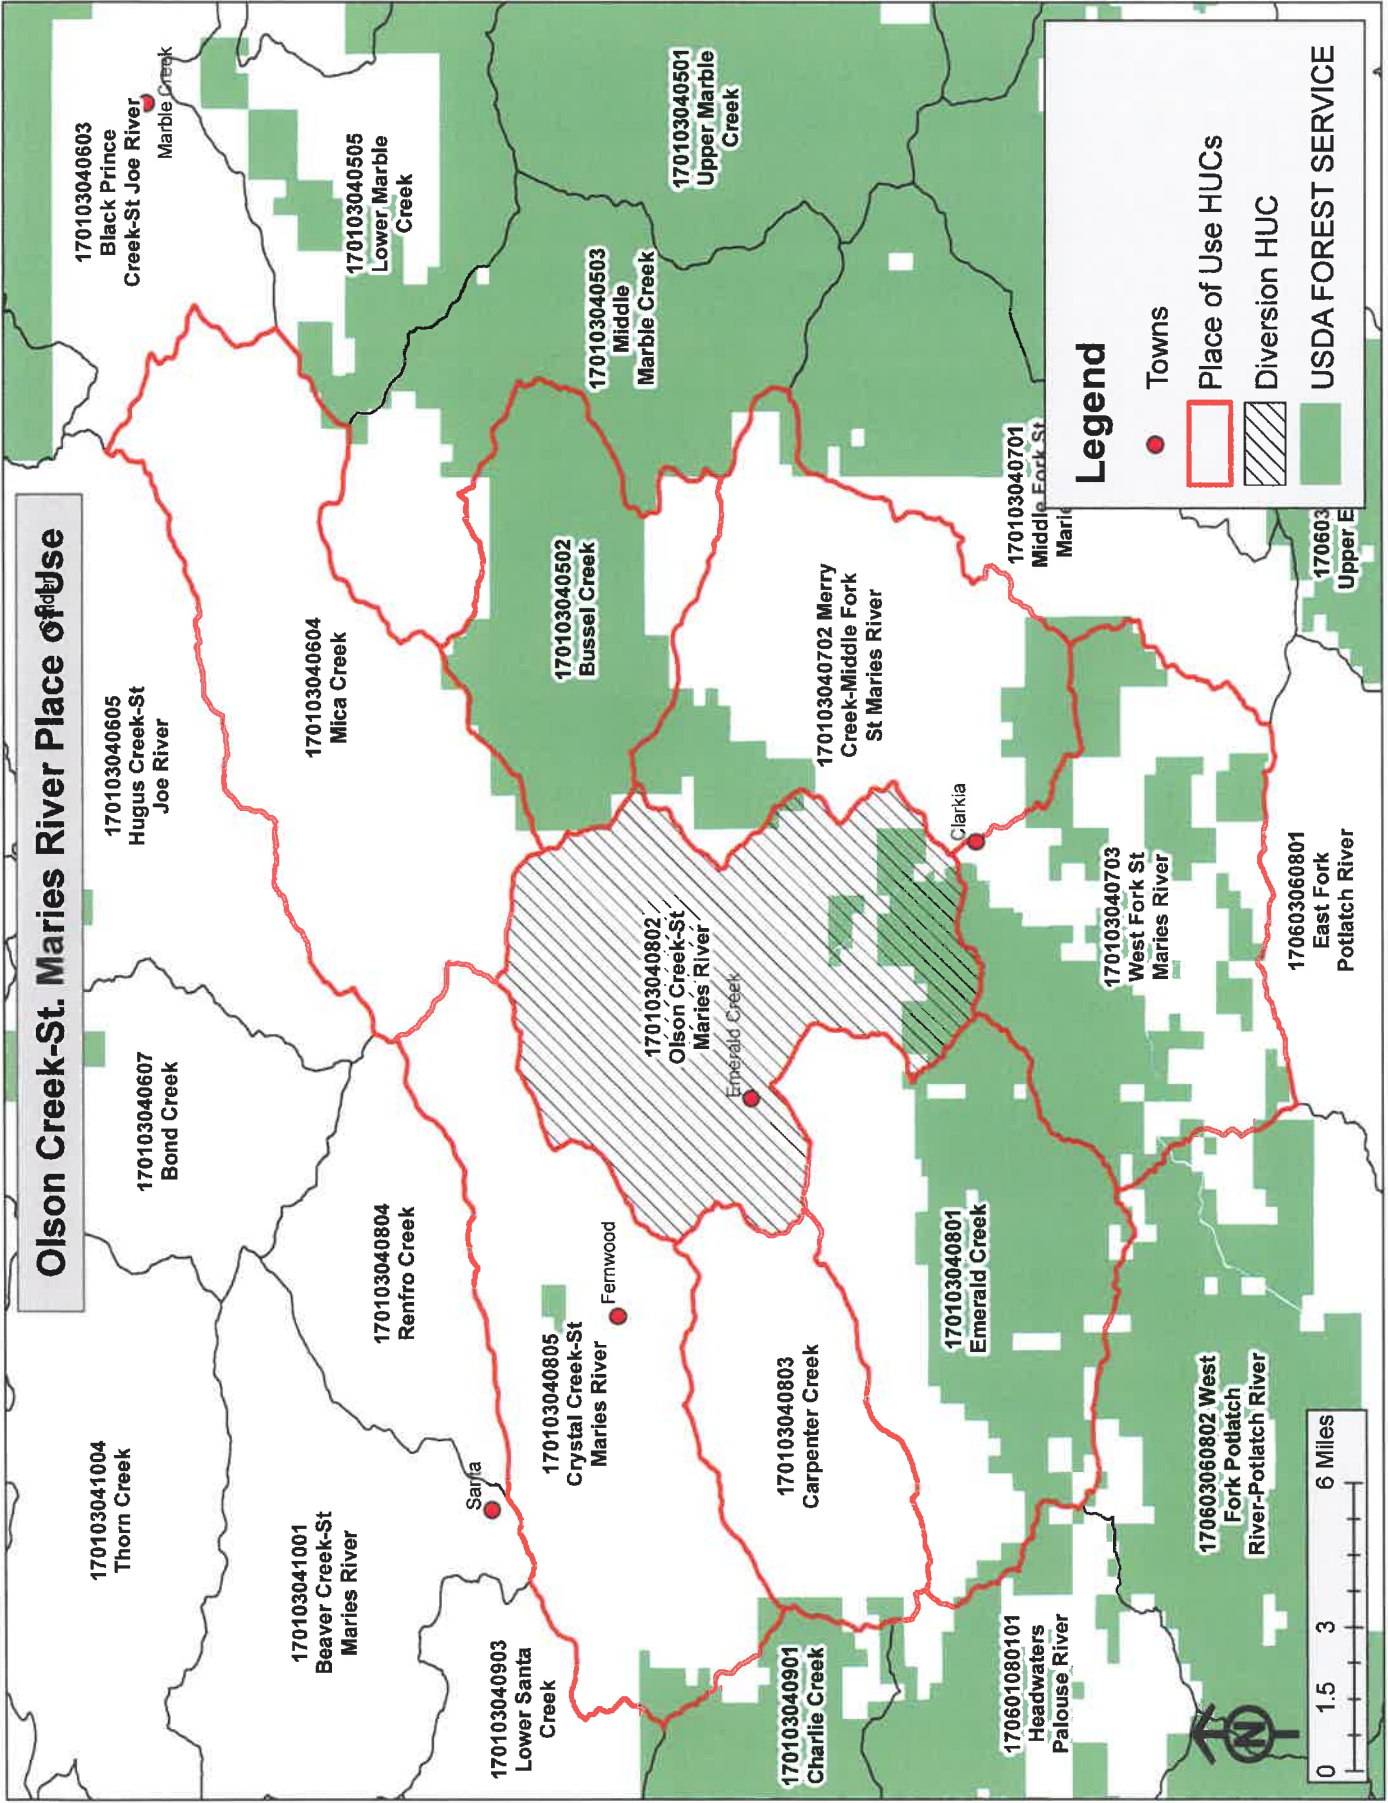 Olson Creek-St. Maries River Place of Use
170103040603
Black Prince
Creek-St Joe River
Marble Creek
170103040605
Hugus Creek-St
Joe River
170103040607
Bond Creek
170103041004
Thorn Creek
170103040505
Lower Marble
Creek
170103040604
Mica Creek
170103040804
Renfro Creek
170103041001
Beaver Creek-St
Maries River
Santa
170103040903
Lower Santa
Creek
170103040805
Crystal Creek-St
Maries River
Fernwood
170103040502
Bussel Creek
170103040503
Middle
Marble Creek
170103040501
Upper Marble
Creek
170103040802
Olson Creek-St
Maries River
Emerald Creek
170103040803
Carpenter Creek
170103040901
Charlie Creek
170103040702 Merry
Creek-Middle Fork
St Maries River
Clarkia
170103040801
Emerald Creek
170103040701
Middle Fork St
Marie
170601080101
Headwaters
Palouse River
170103040703
West Fork St
Maries River
170603060802 West
Fork Potlatch
River-Potlatch River
170603060801
East Fork
Potlatch River
170603
Upper E
Legend
Towns
Place of Use HUCs
Diversion HUC
USDA FOREST SERVICE
N
0 1.5 3 6 Miles